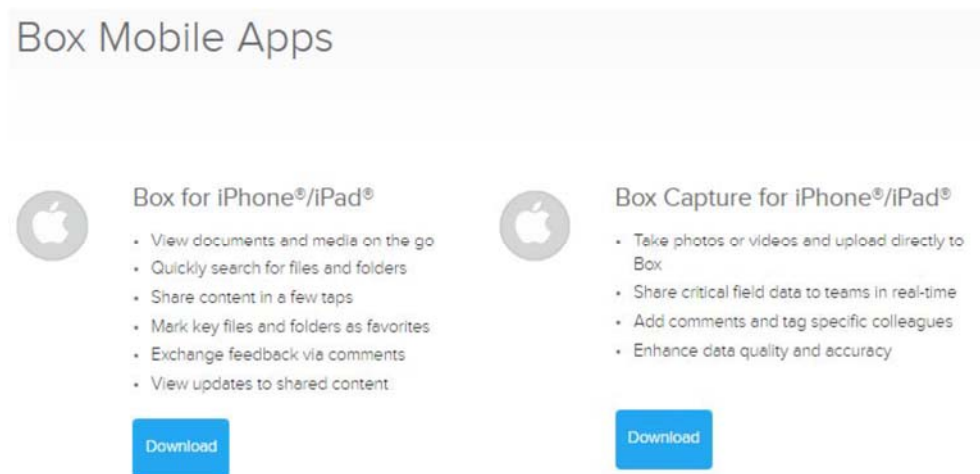 Box Mobile Apps
Box for iPhone®/iPad®
• View documents and media on the go
• Quickly search for files and folders
• Share content in a few taps
• Mark key files and folders as favorites
• Exchange feedback via comments
• View updates to shared content
Download
Box Capture for iPhone®/iPad®
• Take photos or videos and upload directly to
Box
• Share critical field data to teams in real-time
• Add comments and tag specific colleagues
• Enhance data quality and accuracy
Download